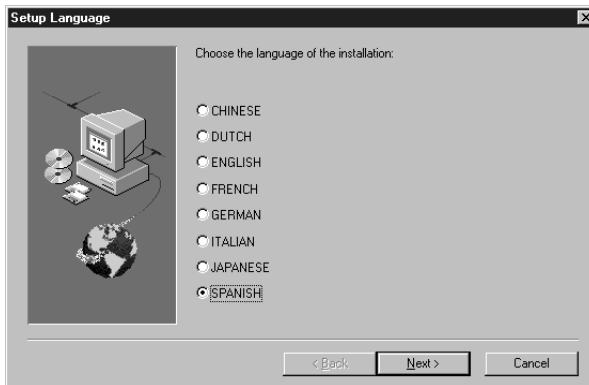 Setup Language
Choose the language of the installation:
CHINESE
DUTCH
ENGLISH
FRENCH
GERMAN
ITALIAN
JAPANESE
SPANISH
< Back
Next >
Cancel